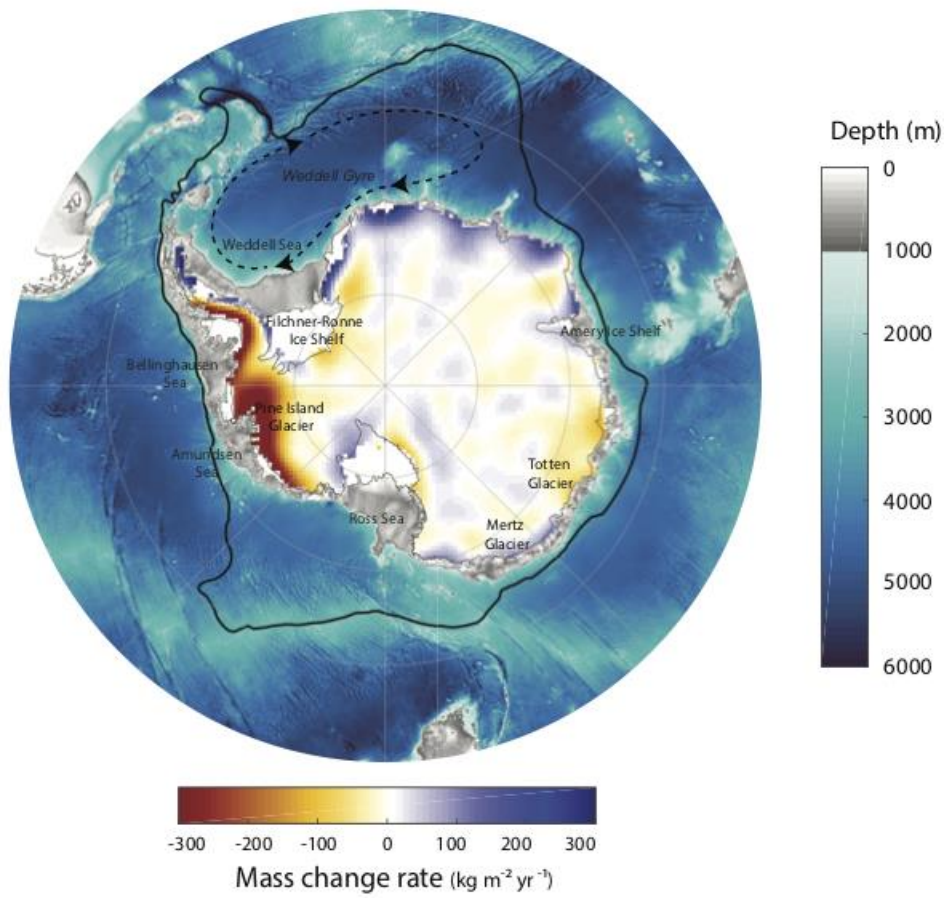 Depth (m)
0
1000
2000
3000
4000
5000
6000
Weddell Gyre
Weddell Sea
Filchner-Ronne
Ice Shelf
Amery Ice Shelf
Bellinghausen
Sea
Pine Island
Glacier
Amundsen
Sea
Totten
Glacier
Ross Sea
Mertz
Glacier
-300 -200 -100 0 100 200 300
Mass change rate (kg m⁻² yr⁻¹)